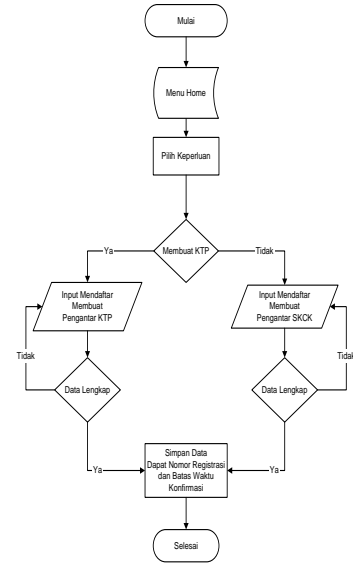 Mulai
Menu Home
Pilih Keperluan
Membuat KTP
Ya
Tidak
Input Mendaftar
Membuat
Pengantar KTP
Input Mendaftar
Membuat
Pengantar SKCK
Tidak
Tidak
Data Lengkap
Data Lengkap
Ya
Ya
Simpan Data
Dapat Nomor Registrasi
dan Batas Waktu
Konfirmasi
Selesai